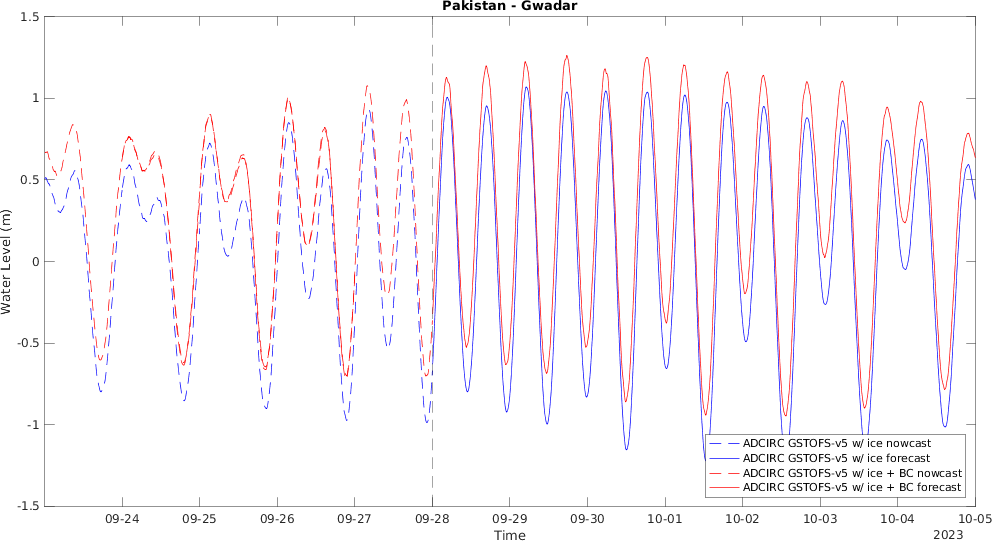 Pakistan - Gwadar
1.5
1
0.5
0
-0.5
-1
-1.5
Water Level (m)
ADCIRC GSTOFS-v5 w/ ice nowcast
ADCIRC GSTOFS-v5 w/ ice forecast
ADCIRC GSTOFS-v5 w/ ice + BC nowcast
ADCIRC GSTOFS-v5 w/ ice + BC forecast
09-24 09-25 09-26 09-27 09-28 09-29 09-30 10-01 10-02 10-03 10-04 10-05
Time
2023